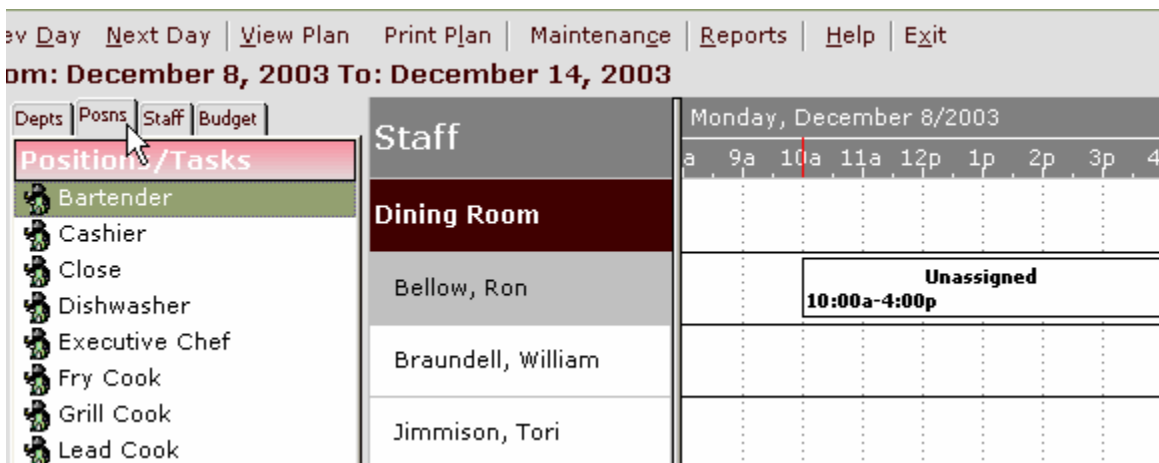 ev Day Next Day View Plan Print Plan Maintenance Reports Help Exit
om: December 8, 2003 To: December 14, 2003
Depts Posns Staff Budget
Positions/Tasks
Bartender
Cashier
Close
Dishwasher
Executive Chef
Fry Cook
Grill Cook
Lead Cook
Staff
Dining Room
Bellow, Ron
Braundell, William
Jimmison, Tori
Monday, December 8/2003
a 9a 10a 11a 12p 1p 2p 3p 4
Unassigned
10:00a-4:00p